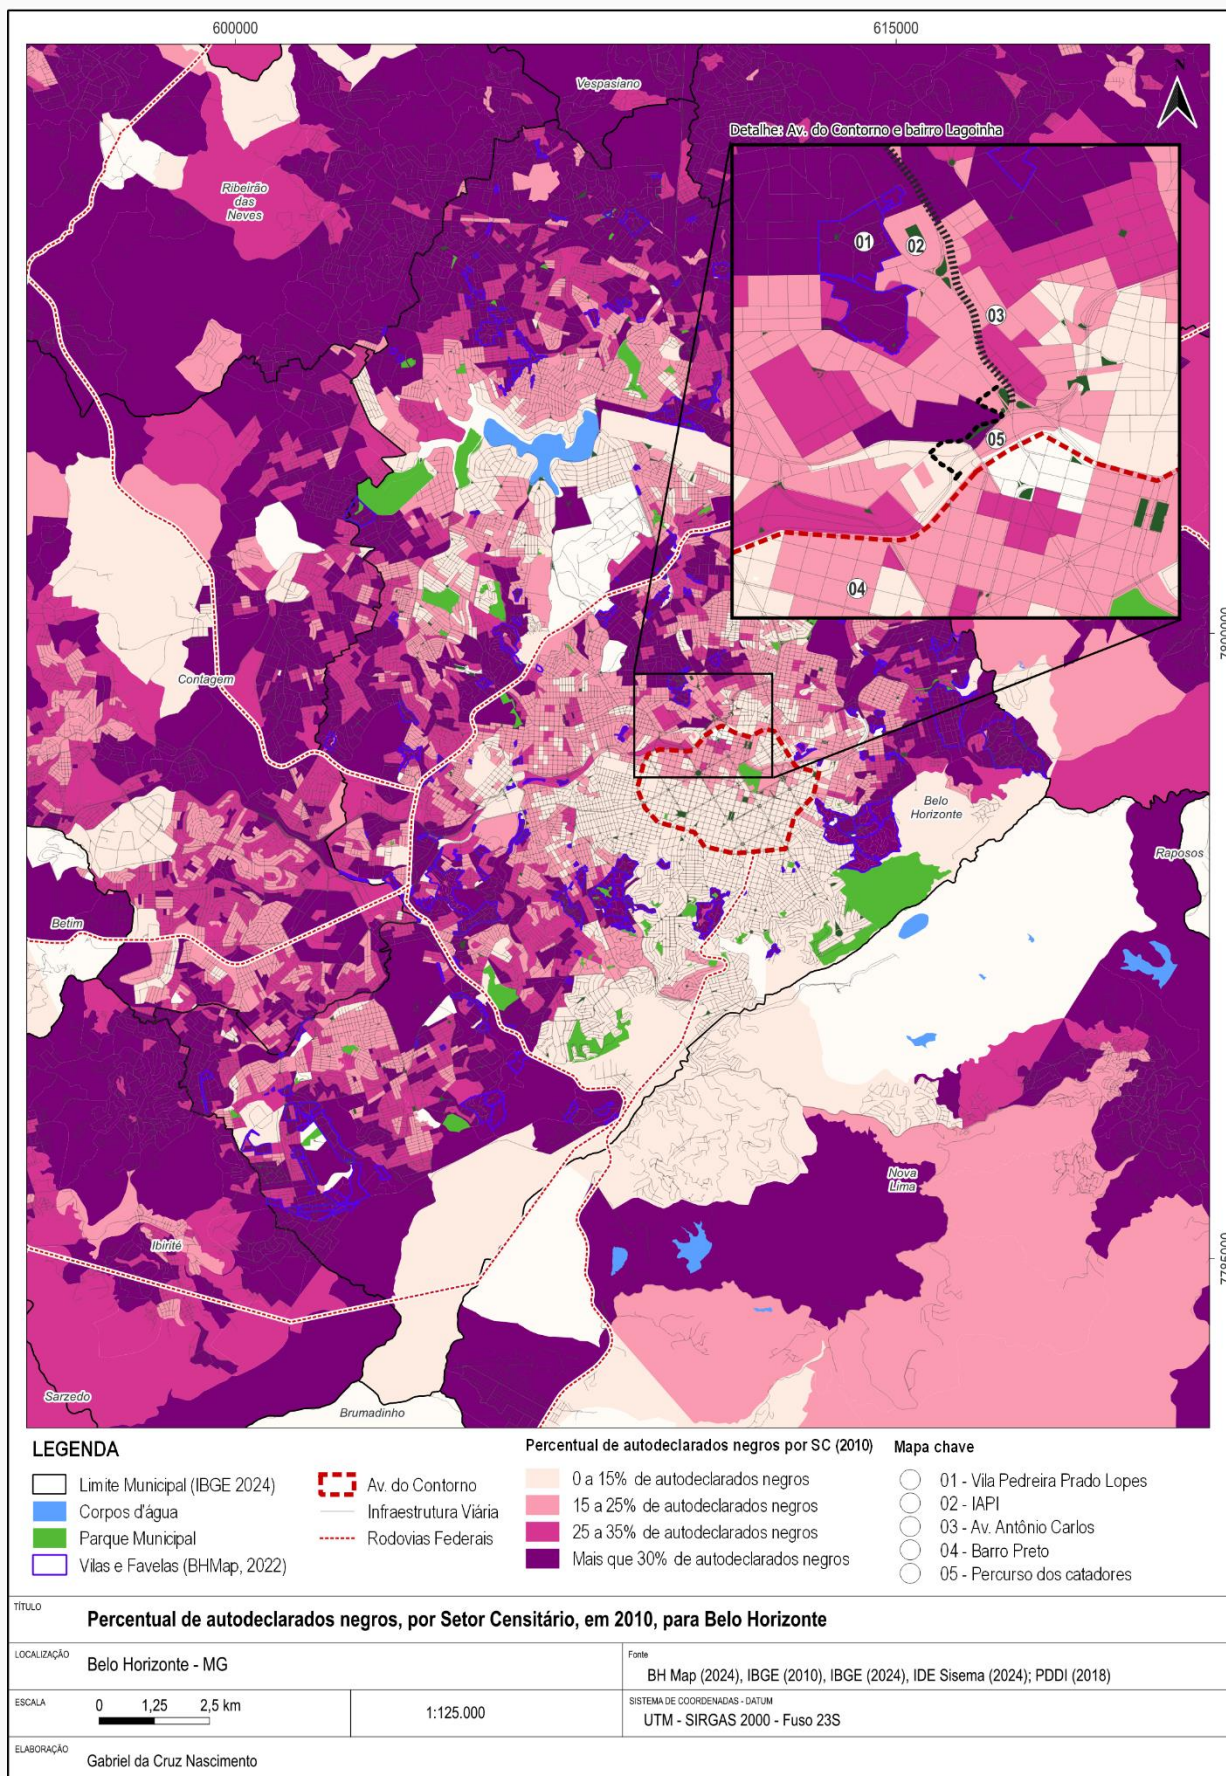 600000
615000
Vespasiano
N
Detalhe: Av. do Contorno e bairro Lagoinha
Ribeirão
das
Neves
01
02
03
05
04
7800000
Contagem
Belo
Horizonte
Raposos
Betim
Nova
Lima
Ibirité
7785000
Sarzedo
Brumadinho
LEGENDA
Limite Municipal (IBGE 2024)
Corpos d'água
Parque Municipal
Vilas e Favelas (BHMap, 2022)
Av. do Contorno
Infraestrutura Viária
Rodovias Federais
Percentual de autodeclarados negros por SC (2010)
0 a 15% de autodeclarados negros
15 a 25% de autodeclarados negros
25 a 35% de autodeclarados negros
Mais que 30% de autodeclarados negros
Mapa chave
01 - Vila Pedreira Prado Lopes
02 - IAPI
03 - Av. Antônio Carlos
04 - Barro Preto
05 - Percurso dos catadores
TÍTULO
Percentual de autodeclarados negros, por Setor Censitário, em 2010, para Belo Horizonte
LOCALIZAÇÃO
Belo Horizonte - MG
Fonte
BH Map (2024), IBGE (2010), IBGE (2024), IDE Sisema (2024); PDDI (2018)
ESCALA
0 1,25 2,5 km
1:125.000
SISTEMA DE COORDENADAS - DATUM
UTM - SIRGAS 2000 - Fuso 23S
ELABORAÇÃO
Gabriel da Cruz Nascimento